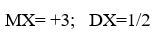 MX= +3;   DX=1/2